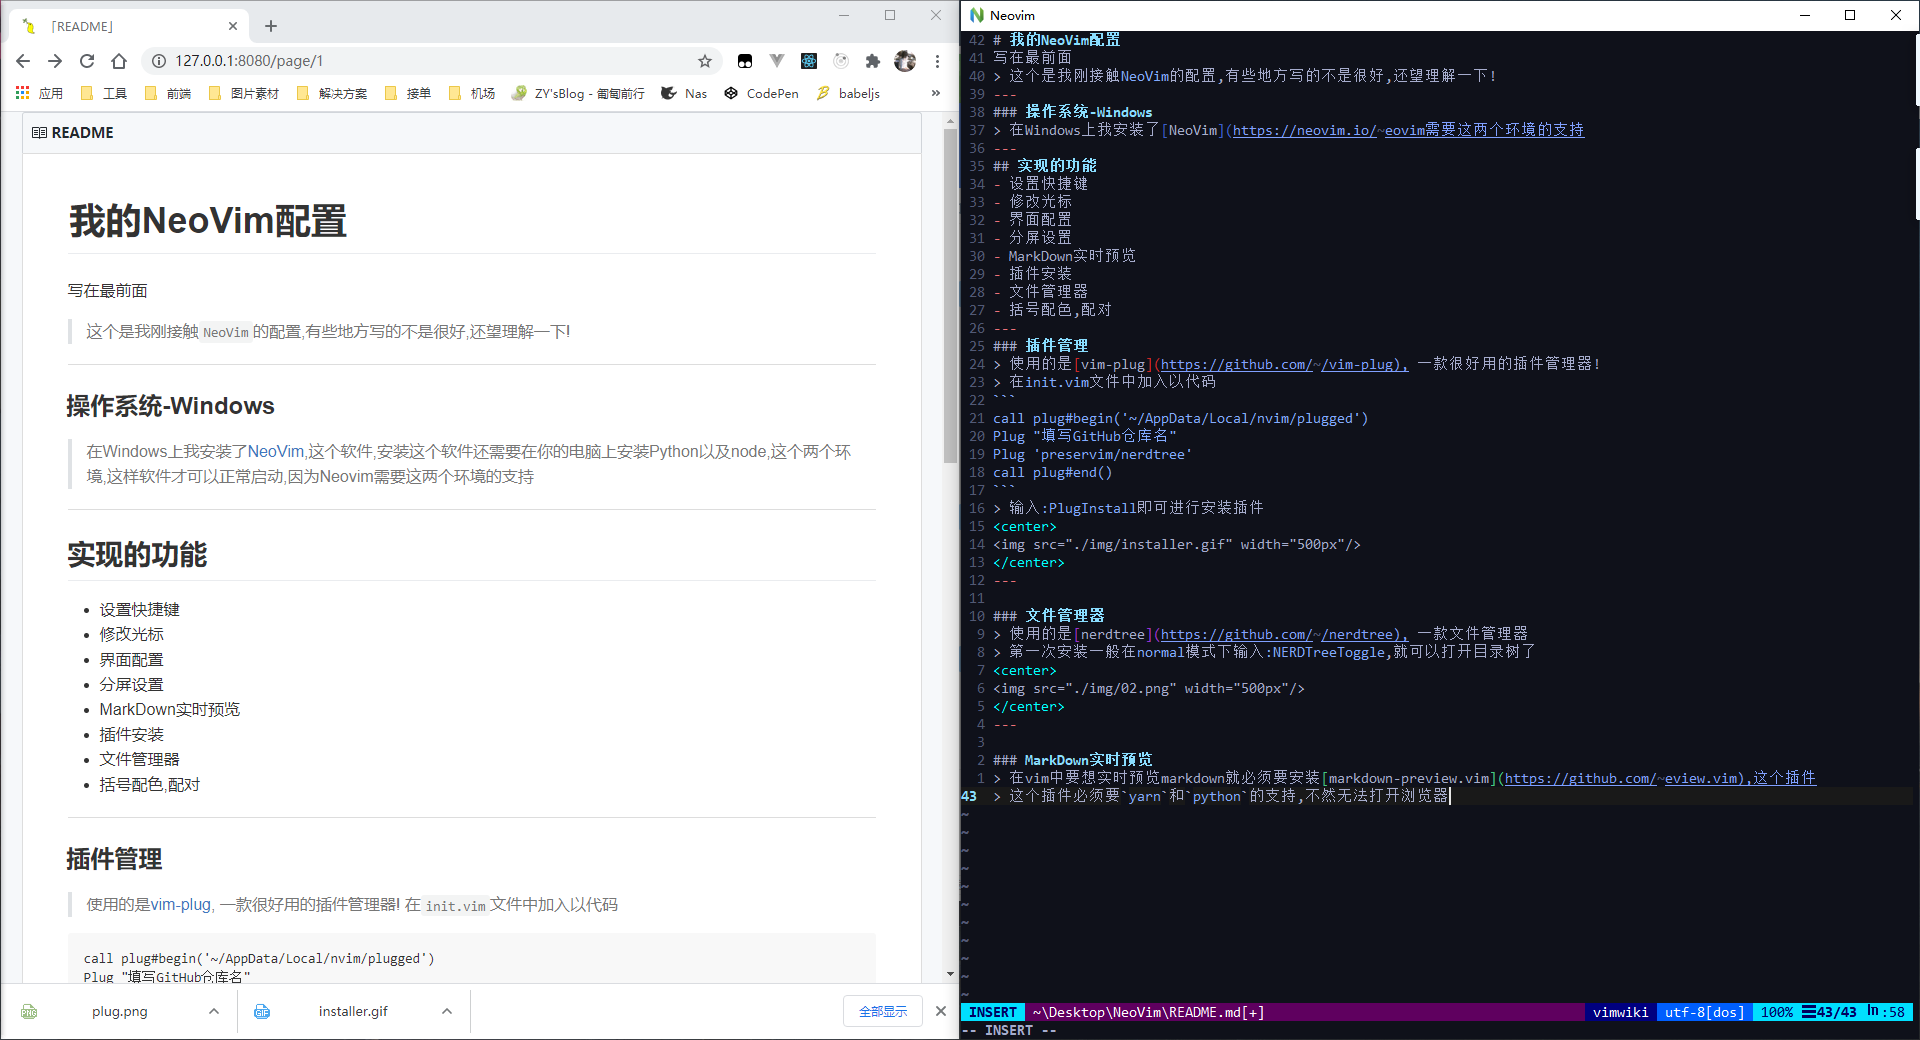 「README」
127.0.0.1:8080/page/1
应用 工具 前端 图片素材 解决方案 接单 机场 ZY'sBlog - 匍匐前行 Nas CodePen babeljs »
README
我的NeoVim配置
写在最前面
这个是我刚接触 NeoVim 的配置,有些地方写的不是很好,还望理解一下!
操作系统-Windows
在Windows上我安装了NeoVim,这个软件,安装这个软件还需要在你的电脑上安装Python以及node,这个两个环
境,这样软件才可以正常启动,因为Neovim需要这两个环境的支持
实现的功能
• 设置快捷键
• 修改光标
• 界面配置
• 分屏设置
• MarkDown实时预览
• 插件安装
• 文件管理器
• 括号配色,配对
插件管理
使用的是vim-plug, 一款很好用的插件管理器! 在 init.vim 文件中加入以代码
call plug#begin('~/AppData/Local/nvim/plugged')
Plug "填写GitHub仓库名"
plug.png
installer.gif
全部显示
Neovim
42 # 我的NeoVim配置
41 写在最前面
40 > 这个是我刚接触NeoVim的配置,有些地方写的不是很好,还望理解一下!
39 ---
38 ### 操作系统-Windows
37 > 在Windows上我安装了[NeoVim](https://neovim.io/~eovim需要这两个环境的支持
36 ---
35 ## 实现的功能
34 - 设置快捷键
33 - 修改光标
32 - 界面配置
31 - 分屏设置
30 - MarkDown实时预览
29 - 插件安装
28 - 文件管理器
27 - 括号配色,配对
26 ---
25 ### 插件管理
24 > 使用的是[vim-plug](https://github.com/~/vim-plug), 一款很好用的插件管理器!
23 > 在init.vim文件中加入以代码
22 ```
21 call plug#begin('~/AppData/Local/nvim/plugged')
20 Plug "填写GitHub仓库名"
19 Plug 'preservim/nerdtree'
18 call plug#end()
17 ```
16 > 输入:PlugInstall即可进行安装插件
15 <center>
14 <img src="./img/installer.gif" width="500px"/>
13 </center>
12 ---
11
10 ### 文件管理器
9 > 使用的是[nerdtree](https://github.com/~/nerdtree), 一款文件管理器
8 > 第一次安装一般在normal模式下输入:NERDTreeToggle,就可以打开目录树了
7 <center>
6 <img src="./img/02.png" width="500px"/>
5 </center>
4 ---
3
2 ### MarkDown实时预览
1 > 在vim中要想实时预览markdown就必须要安装[markdown-preview.vim](https://github.com/~eview.vim),这个插件
43 > 这个插件必须要`yarn`和`python`的支持,不然无法打开浏览器
~
~
~
~
~
~
~
~
~
~
~
INSERT ~\Desktop\NeoVim\README.md[+] vimwiki utf-8[dos] 100% ☰43/43 ln :58
-- INSERT --